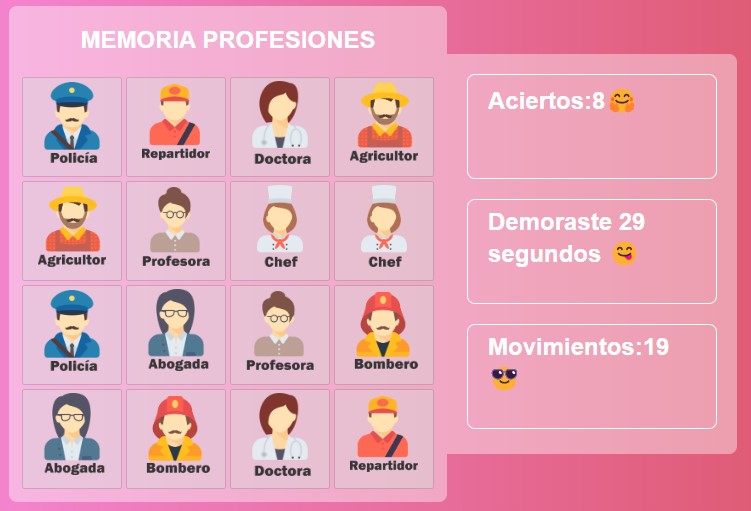 MEMORIA PROFESIONES
Policía
Repartidor
Doctora
Agricultor
Agricultor
Profesora
Chef
Chef
Policía
Abogada
Profesora
Bombero
Abogada
Bombero
Doctora
Repartidor
Aciertos:8🤗
Demoraste 29
segundos 😋
Movimientos:19
😎